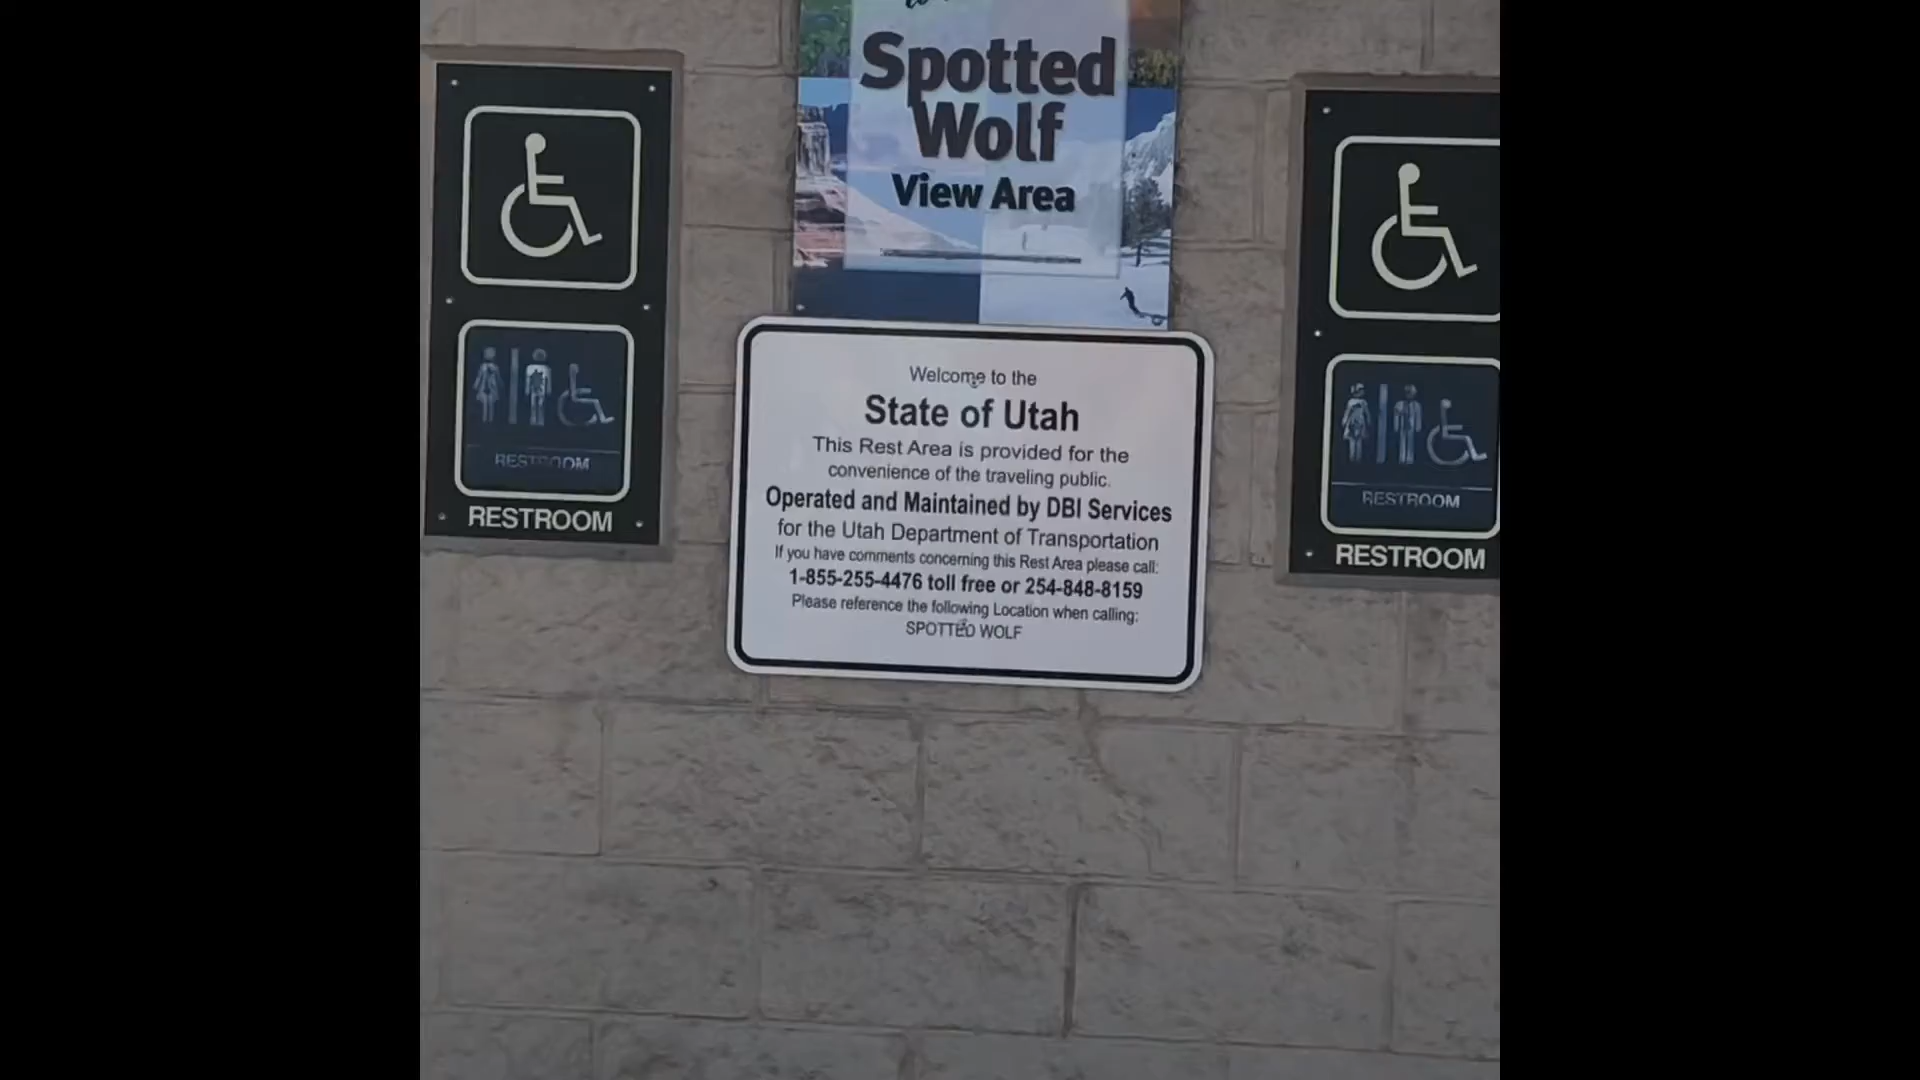 Spotted
Wolf
View Area
Welcome to the
State of Utah
This Rest Area is provided for the
convenience of the traveling public.
Operated and Maintained by DBI Services
for the Utah Department of Transportation
If you have comments concerning this Rest Area please call:
1-855-255-4476 toll free or 254-848-8159
Please reference the following Location when calling:
SPOTTED WOLF
RESTROOM
RESTROOM
RESTROOM
RESTROOM